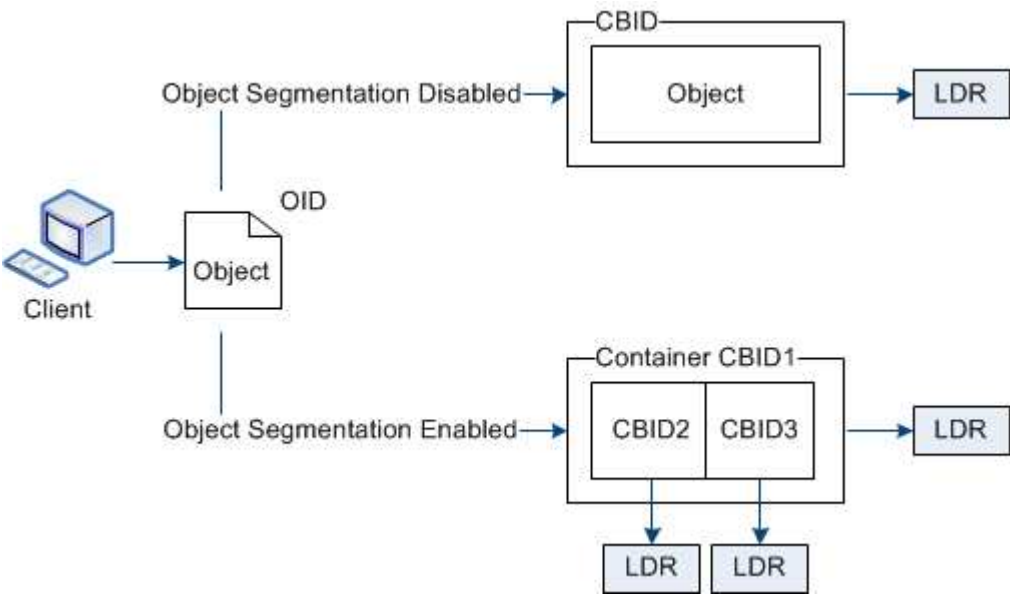 CBID
Object Segmentation Disabled
Object
LDR
OID
Object
Client
Container CBID1
Object Segmentation Enabled
CBID2
CBID3
LDR
LDR
LDR